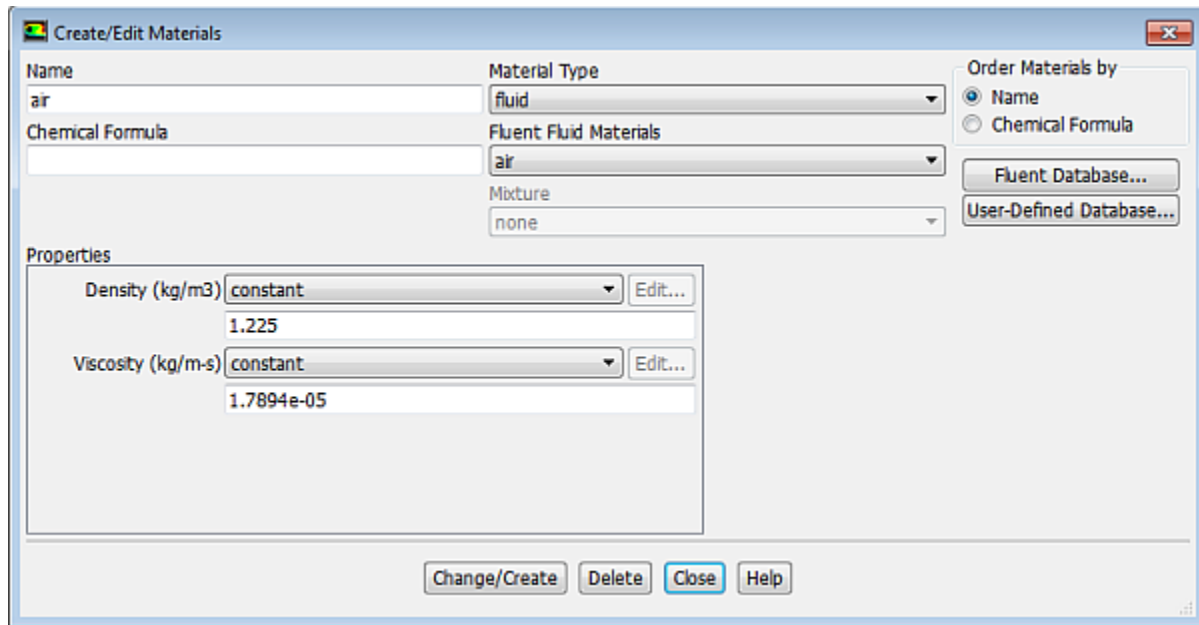 Create/Edit Materials
Name
air
Material Type
fluid
Order Materials by
Name
Chemical Formula
Chemical Formula
Fluent Fluid Materials
air
Mixture
none
Fluent Database...
User-Defined Database...
Properties
Density (kg/m3) constant Edit...
1.225
Viscosity (kg/m-s) constant Edit...
1.7894e-05
Change/Create Delete Close Help